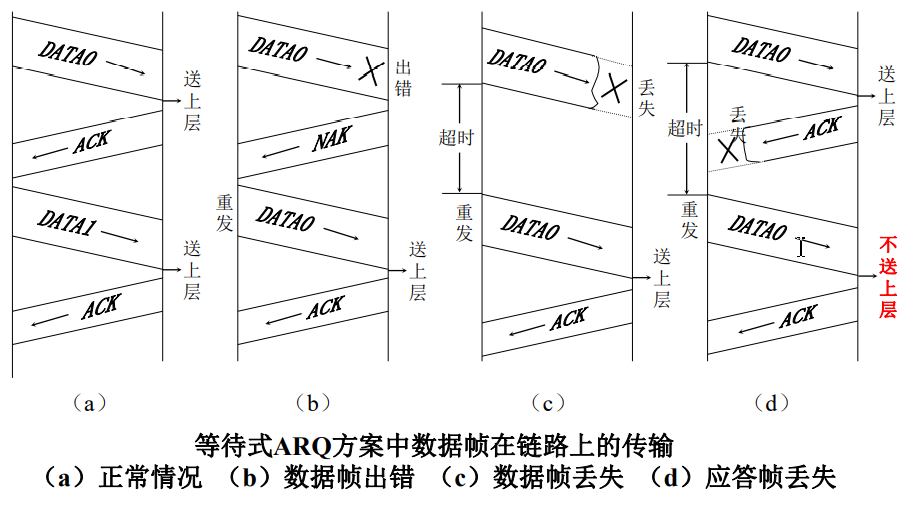 DATA0
送上层
ACK
DATA1
送上层
ACK
(a)
DATA0
出错
NAK
重发
DATA0
送上层
ACK
(b)
DATA0
丢失
超时
重发
DATA0
送上层
ACK
(c)
DATA0
送上层
超时
丢失
ACK
重发
DATA0
不送上层
ACK
(d)
等待式ARQ方案中数据帧在链路上的传输
(a)正常情况 (b)数据帧出错 (c)数据帧丢失 (d)应答帧丢失